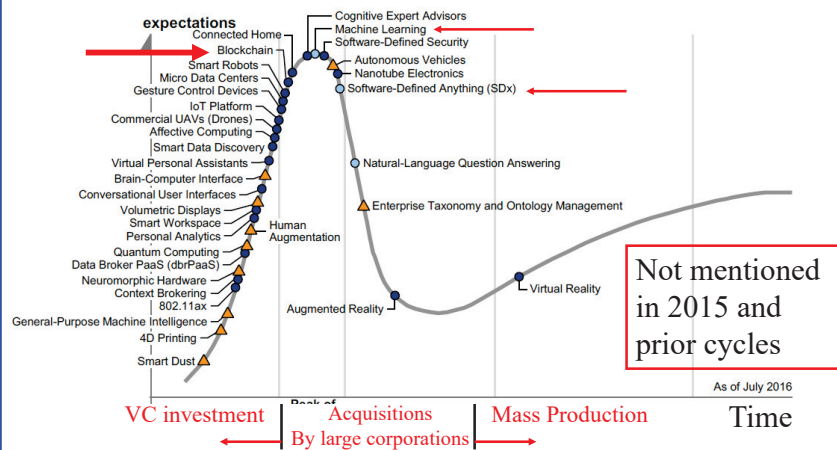 expectations
Cognitive Expert Advisors
Machine Learning
Software-Defined Security
Connected Home
Blockchain
Autonomous Vehicles
Smart Robots
Nanotube Electronics
Micro Data Centers
Gesture Control Devices
Software-Defined Anything (SDx)
IoT Platform
Commercial UAVs (Drones)
Affective Computing
Smart Data Discovery
Virtual Personal Assistants
Natural-Language Question Answering
Brain-Computer Interface
Conversational User Interfaces
Volumetric Displays
Enterprise Taxonomy and Ontology Management
Smart Workspace
Human
Personal Analytics
Augmentation
Quantum Computing
Data Broker PaaS (dbrPaaS)
Neuromorphic Hardware
Context Brokering
802.11ax
Virtual Reality
Augmented Reality
General-Purpose Machine Intelligence
4D Printing
Smart Dust
Not mentioned
in 2015 and
prior cycles
As of July 2016
Peak of
VC investment
Acquisitions
By large corporations
Mass Production
Time